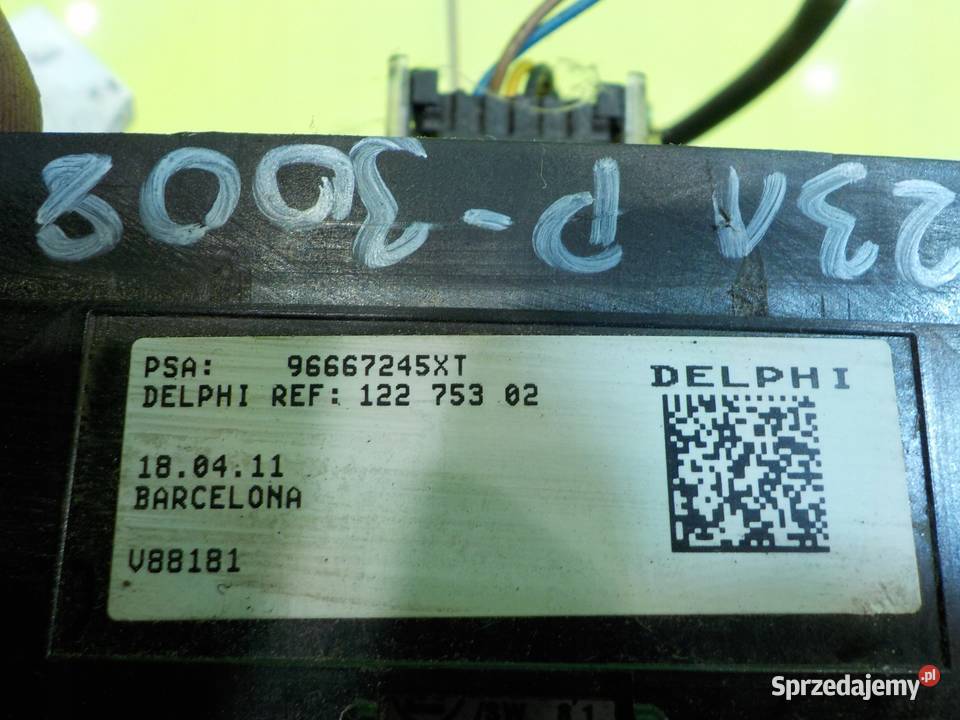 PSA: 96667245XT
DELPHI REF: 122 753 02
18.04.11
BARCELONA
V88181
DELPHI
Sprzedajemy.pl